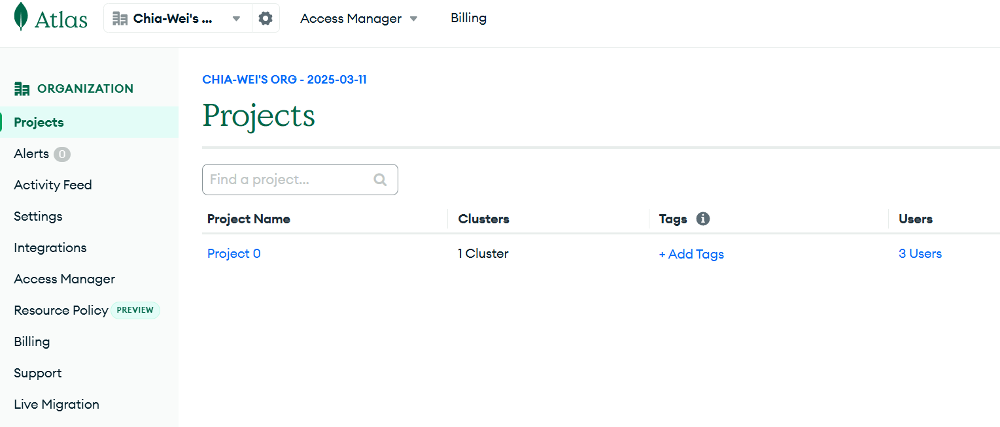 Atlas Chia-Wei's ... Access Manager Billing
ORGANIZATION
Projects
Alerts 0
Activity Feed
Settings
Integrations
Access Manager
Resource Policy PREVIEW
Billing
Support
Live Migration
CHIA-WEI'S ORG - 2025-03-11
Projects
Find a project...
Project Name Clusters Tags Users
Project 0 1 Cluster + Add Tags 3 Users